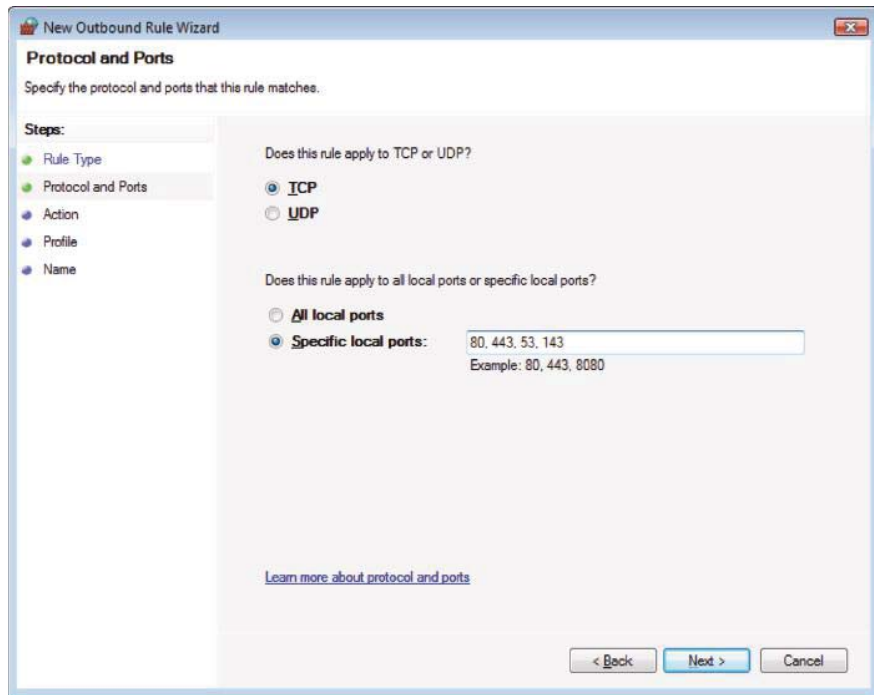 New Outbound Rule Wizard
Protocol and Ports
Specify the protocol and ports that this rule matches.
Steps:
Rule Type
Protocol and Ports
Action
Profile
Name
Does this rule apply to TCP or UDP?
TCP
UDP
Does this rule apply to all local ports or specific local ports?
All local ports
Specific local ports: 80, 443, 53, 143
Example: 80, 443, 8080
Learn more about protocol and ports
< Back Next > Cancel